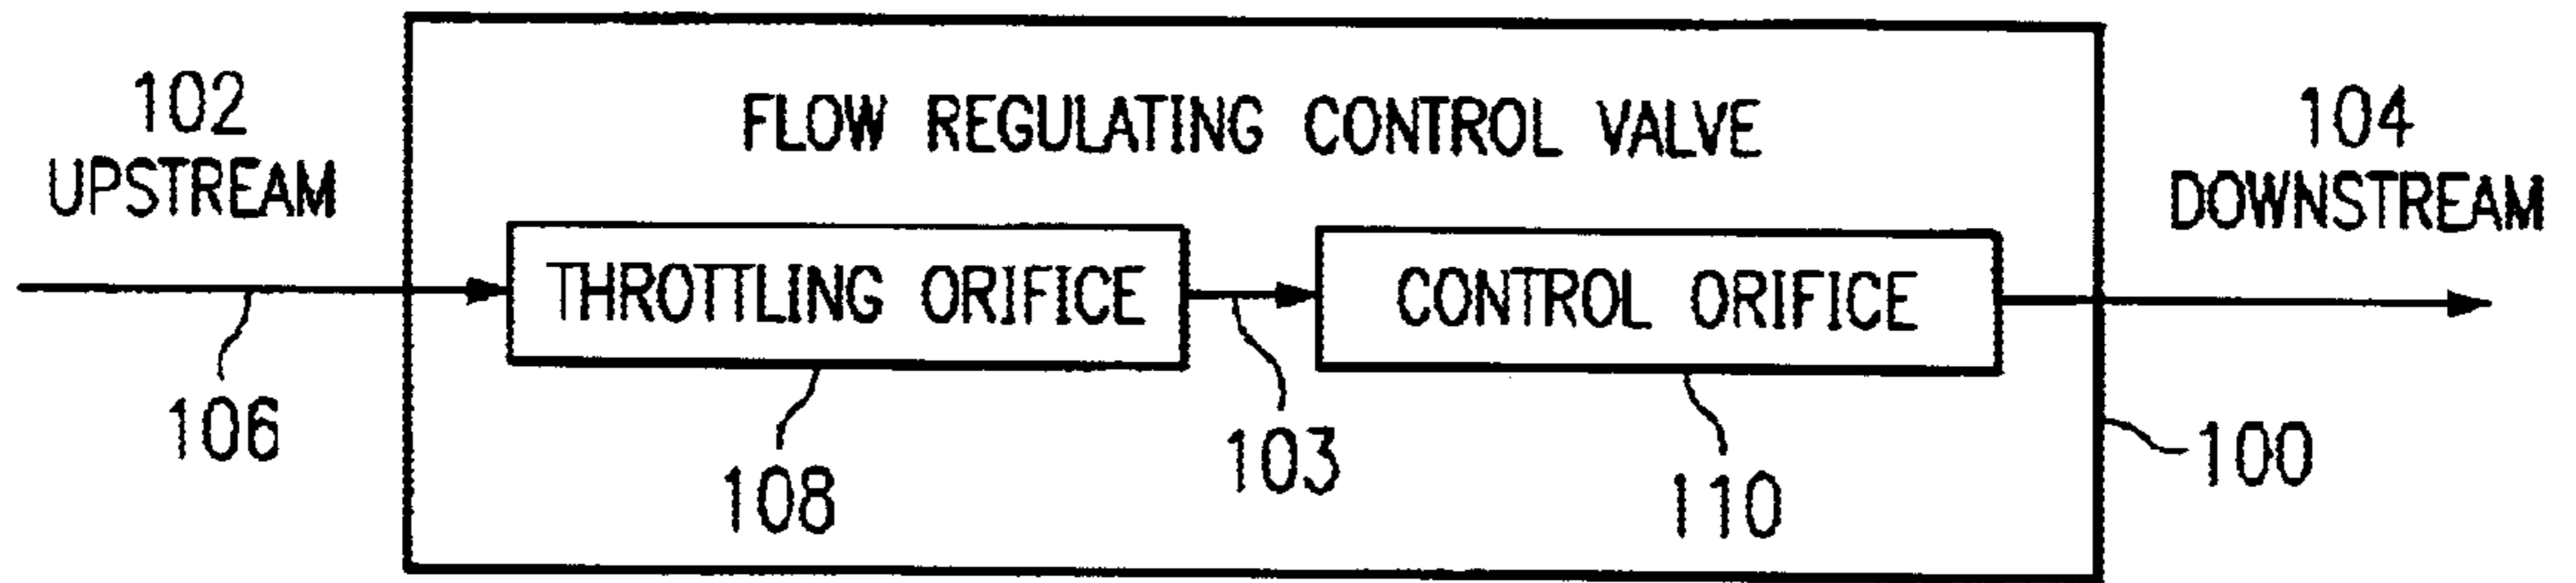 102
UPSTREAM
FLOW REGULATING CONTROL VALVE
104
DOWNSTREAM
THROTTLING ORIFICE
CONTROL ORIFICE
106
108
103
110
100